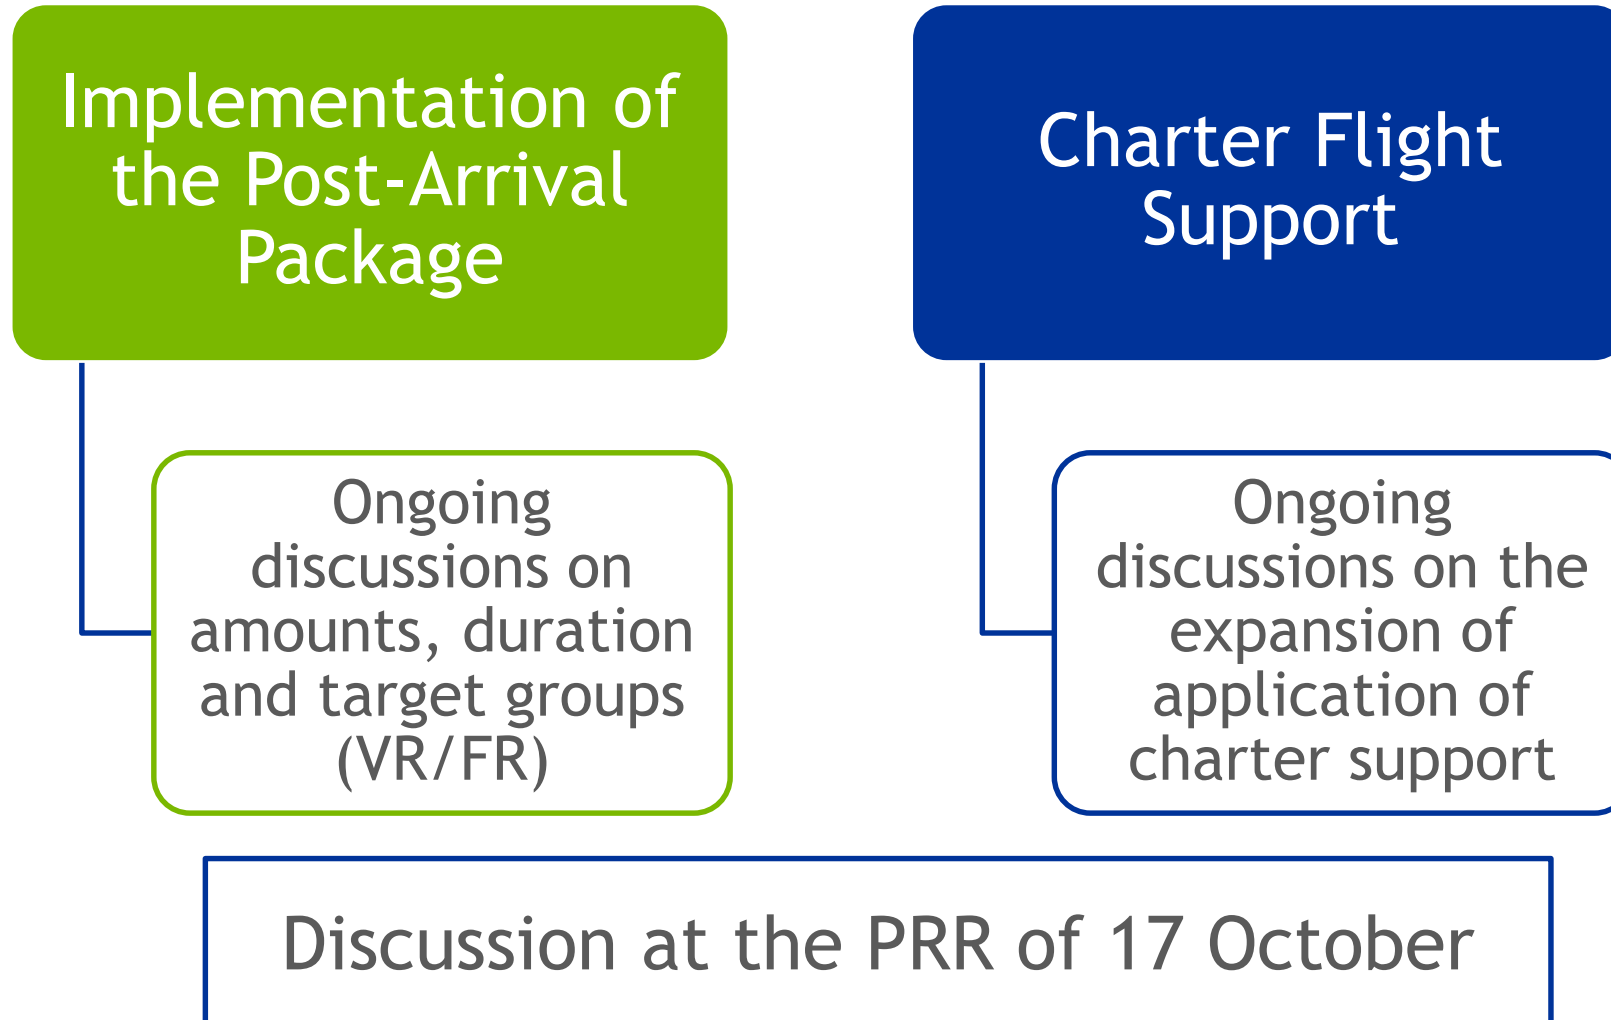 Implementation of
the Post-Arrival
Package
Ongoing
discussions on
amounts, duration
and target groups
(VR/FR)
Charter Flight
Support
Ongoing
discussions on the
expansion of
application of
charter support
Discussion at the PRR of 17 October